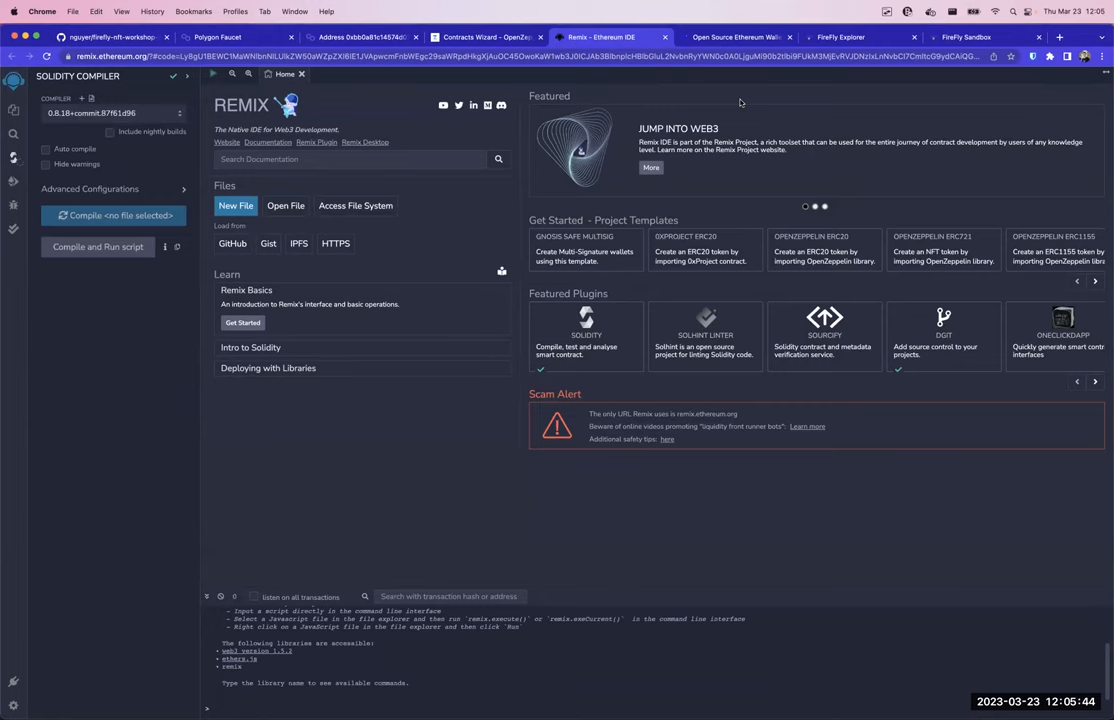 Chrome File Edit View History Bookmarks Profiles Tab Window Help
Thu Mar 23 12:05
nguyer/firefly-nft-workshop
Polygon Faucet
Address 0xbb0a81c14574d
Contracts Wizard - OpenZep
Remix - Ethereum IDE
Open Source Ethereum Walle
FireFly Explorer
FireFly Sandbox
SOLIDITY COMPILER
COMPILER
0.8.18+commit.87f61d96
Include nightly builds
Auto compile
Hide warnings
Advanced Configurations
Compile <no file selected>
Compile and Run script
Home
REMIX
The Native IDE for Web3 Development.
Website Documentation Remix Plugin Remix Desktop
Search Documentation
Files
New File Open File Access File System
Load from
GitHub Gist IPFS HTTPS
Learn
Remix Basics
An introduction to Remix's interface and basic operations.
Get Started
Intro to Solidity
Deploying with Libraries
Featured
JUMP INTO WEB3
Remix IDE is part of the Remix Project, a rich toolset that can be used for the entire journey of contract development by users of any knowledge
level. Learn more on the Remix Project website.
More
Get Started - Project Templates
GNOSIS SAFE MULTISIG
Create Multi-Signature wallets
using this template.
0XPROJECT ERC20
Create an ERC20 token by
importing 0xProject contract.
OPENZEPPELIN ERC20
Create an ERC20 token by
importing OpenZeppelin library.
OPENZEPPELIN ERC721
Create an NFT token by
importing OpenZeppelin library.
OPENZEPPELIN ERC1155
Create an ERC1155 token by
importing OpenZeppelin libra
Featured Plugins
SOLIDITY
Compile, test and analyse
smart contract.
SOLHINT LINTER
Solhint is an open source
project for linting Solidity code.
SOURCIFY
Solidity contract and metadata
verification service.
DGIT
Add source control to your
projects.
ONECLICKDAPP
Quickly generate smart contr
interfaces
Scam Alert
The only URL Remix uses is remix.ethereum.org
Beware of online videos promoting "liquidity front runner bots": Learn more
Additional safety tips: here
0 listen on all transactions
Search with transaction hash or address
- Input a script directly in the command line interface
- Select a Javascript file in the file explorer and then run `remix.execute()` or `remix.exeCurrent()` in the command line interface
- Right click on a JavaScript file in the file explorer and then click `Run`
The following libraries are accessible:
• web3 version 1.5.2
• ethers.js
• remix
Type the library name to see available commands.
>
2023-03-23 12:05:44